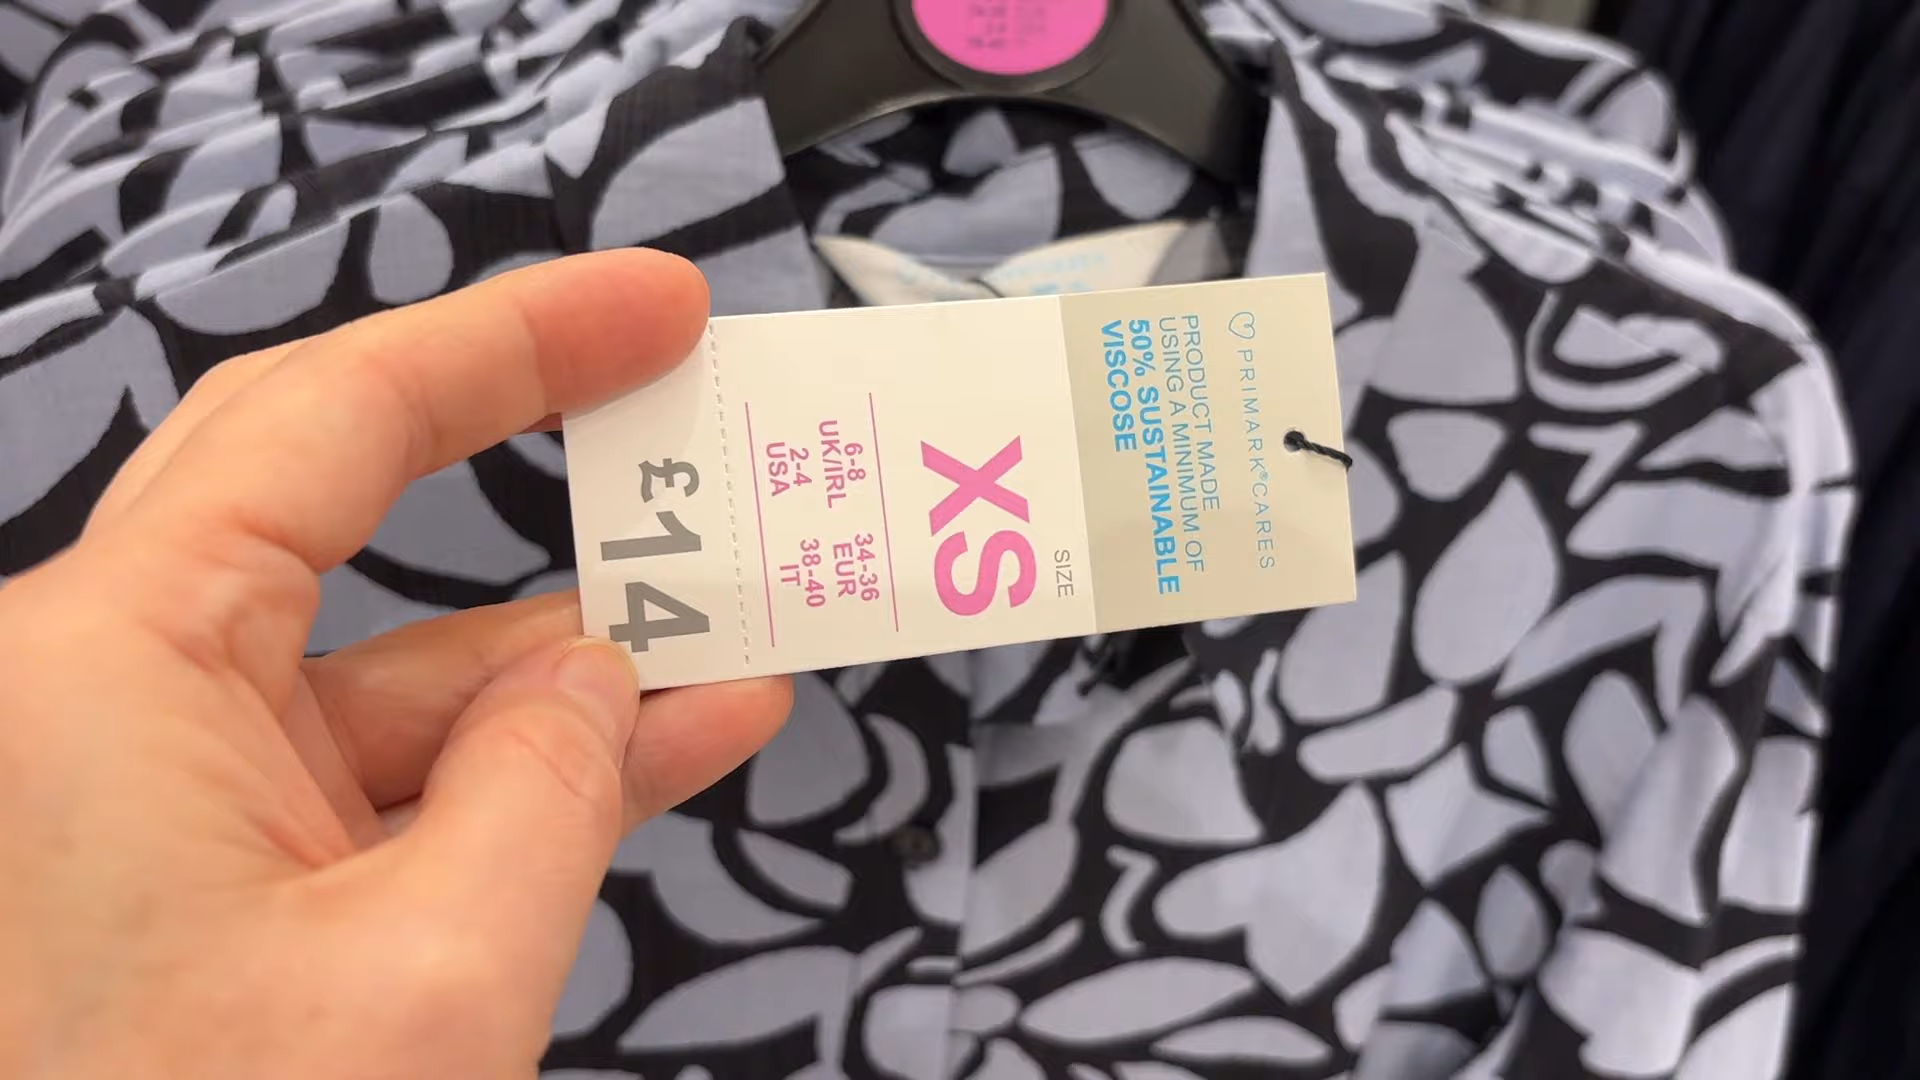 PRIMARK®CARES
PRODUCT MADE
USING A MINIMUM OF
50% SUSTAINABLE
VISCOSE
SIZE
XS
6-8 34-36
UK/IRL EUR
2-4 38-40
USA IT
£14